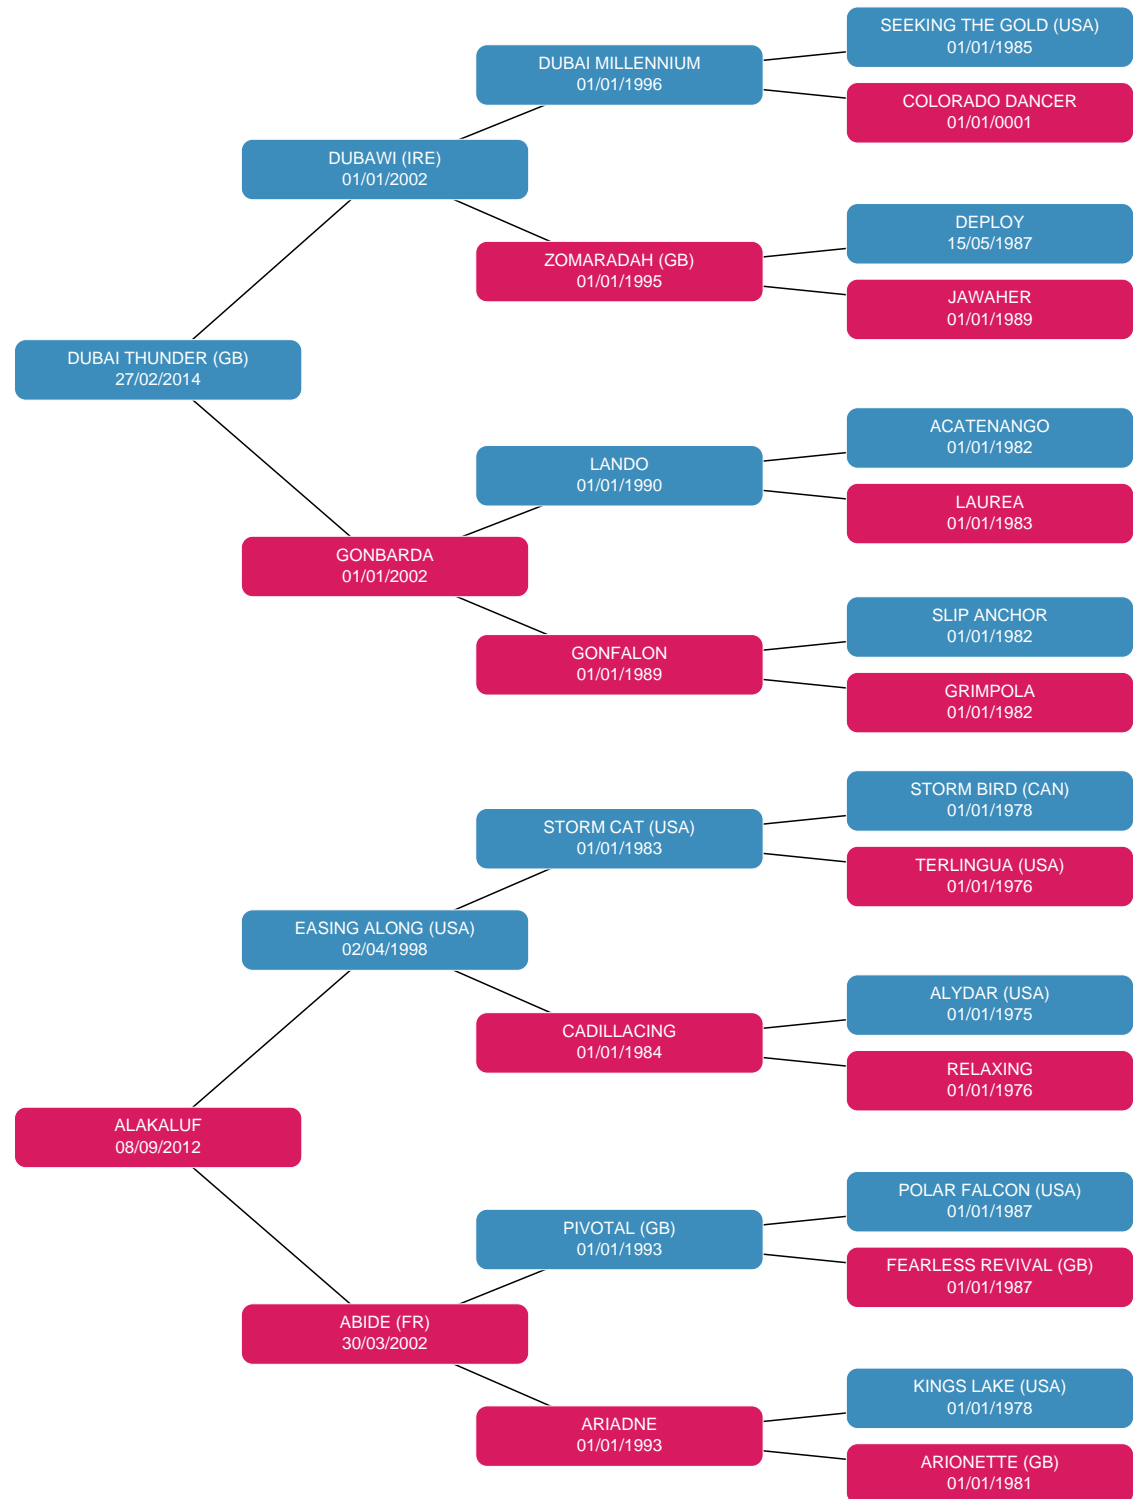 SEEKING THE GOLD (USA)
01/01/1985
DUBAI MILLENNIUM
01/01/1996
COLORADO DANCER
01/01/0001
DUBAWI (IRE)
01/01/2002
DEPLOY
15/05/1987
ZOMARADAH (GB)
01/01/1995
JAWAHER
01/01/1989
DUBAI THUNDER (GB)
27/02/2014
ACATENANGO
01/01/1982
LANDO
01/01/1990
LAUREA
01/01/1983
GONBARDA
01/01/2002
SLIP ANCHOR
01/01/1982
GONFALON
01/01/1989
GRIMPOLA
01/01/1982
STORM BIRD (CAN)
01/01/1978
STORM CAT (USA)
01/01/1983
TERLINGUA (USA)
01/01/1976
EASING ALONG (USA)
02/04/1998
ALYDAR (USA)
01/01/1975
CADILLACING
01/01/1984
RELAXING
01/01/1976
ALAKALUF
08/09/2012
POLAR FALCON (USA)
01/01/1987
PIVOTAL (GB)
01/01/1993
FEARLESS REVIVAL (GB)
01/01/1987
ABIDE (FR)
30/03/2002
KINGS LAKE (USA)
01/01/1978
ARIADNE
01/01/1993
ARIONETTE (GB)
01/01/1981